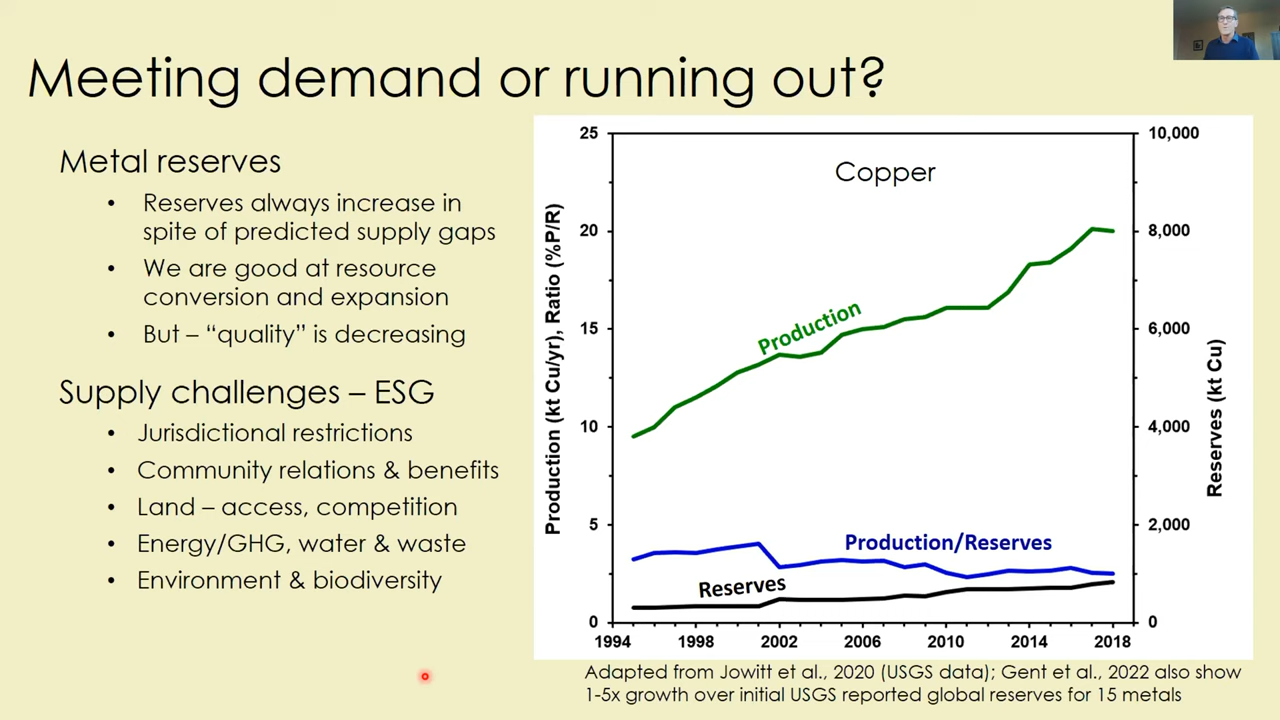 Meeting demand or running out?
Metal reserves
• Reserves always increase in
spite of predicted supply gaps
• We are good at resource
conversion and expansion
• But – “quality” is decreasing
Supply challenges – ESG
• Jurisdictional restrictions
• Community relations & benefits
• Land – access, competition
• Energy/GHG, water & waste
• Environment & biodiversity
Copper
Production (kt Cu/yr), Ratio (%P/R)
25
20
15
10
5
0
Production
Production/Reserves
Reserves
10,000
8,000
6,000
4,000
2,000
0
Reserves (kt Cu)
1994 1998 2002 2006 2010 2014 2018
Adapted from Jowitt et al., 2020 (USGS data); Gent et al., 2022 also show
1-5x growth over initial USGS reported global reserves for 15 metals